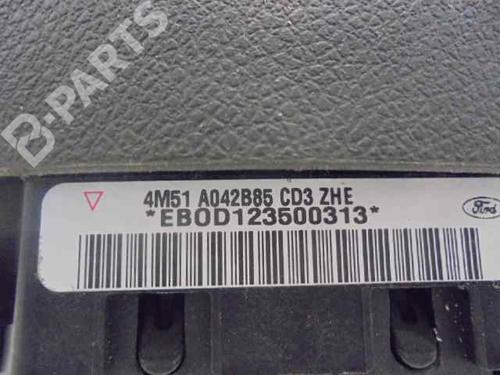 B-PARTS
4M51 A042B85 CD3 ZHE
*EBOD123500313*
Ford